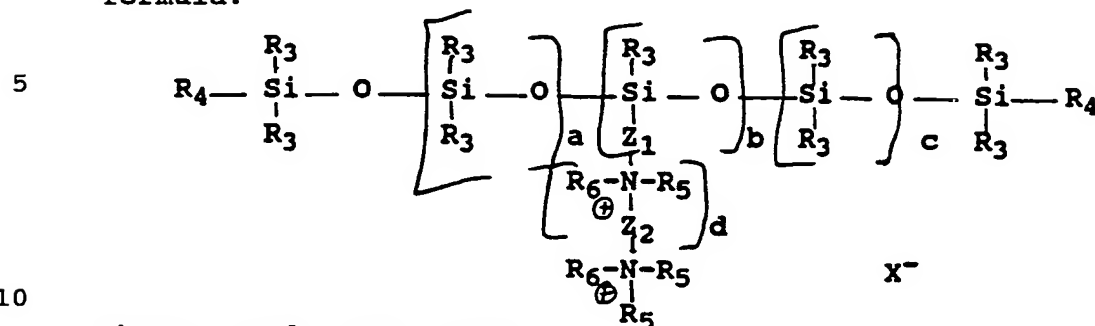 formula:
R3 R3 R3 R3 R3
5 R4— Si — O — Si — O — Si — O — Si — O — Si — R4
R3 R3 a Z1 b R3 c R3
R6-N-R5
⊕ Z2 d
R6-N-R5 X-
⊕
10 R5